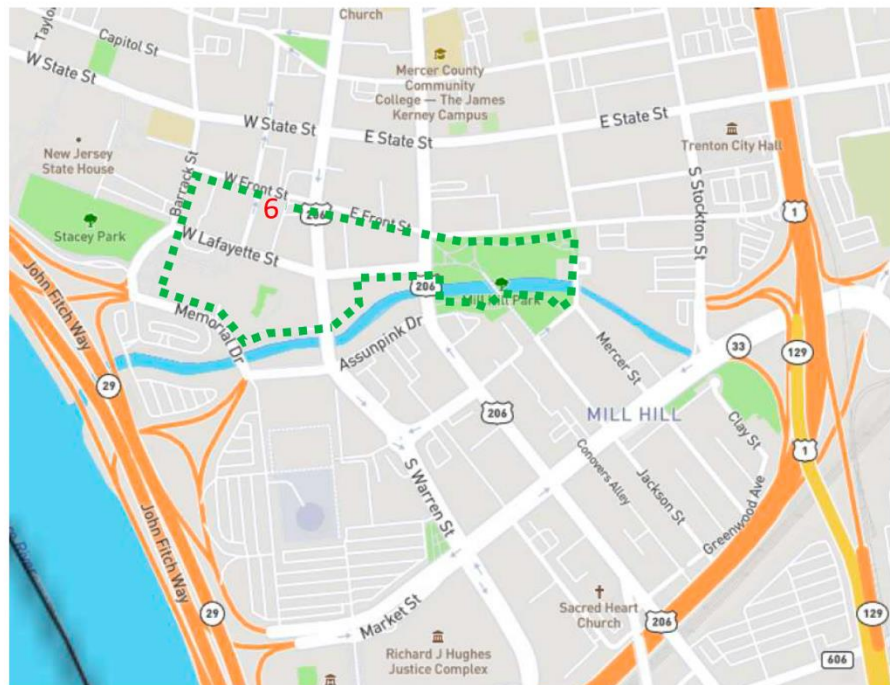 Church
Taylo
Capitol St
W State St
Mercer County
Community
College — The James
Kerney Campus
W State St
E State St
E State St
Trenton City Hall
New Jersey
State House
Barrack St
W Front St
6
206
E Front St
S Stockton St
1
Stacey Park
W Lafayette St
206
Mill Hill Park
John Fitch Way
Memorial Dr
Assunpink Dr
Mercer St
33
129
29
206
MILL HILL
Clay St
1
S Warren St
Conovers Alley
Jackson St
Greenwood Ave
John Fitch Way
29
Market St
Sacred Heart
Church
206
129
Richard J Hughes
Justice Complex
606